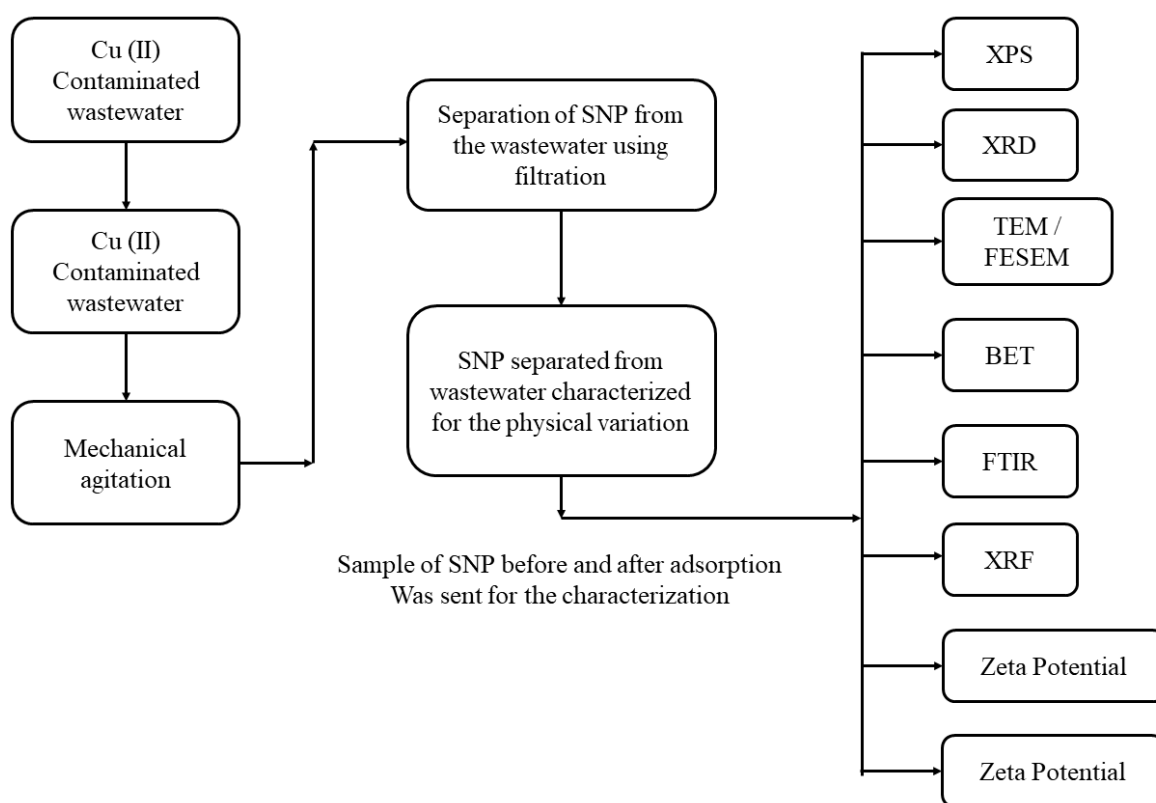 Cu (II)
Contaminated
wastewater
Cu (II)
Contaminated
wastewater
Mechanical
agitation
Separation of SNP from
the wastewater using
filtration
SNP separated from
wastewater characterized
for the physical variation
Sample of SNP before and after adsorption
Was sent for the characterization
XPS
XRD
TEM /
FESEM
BET
FTIR
XRF
Zeta Potential
Zeta Potential